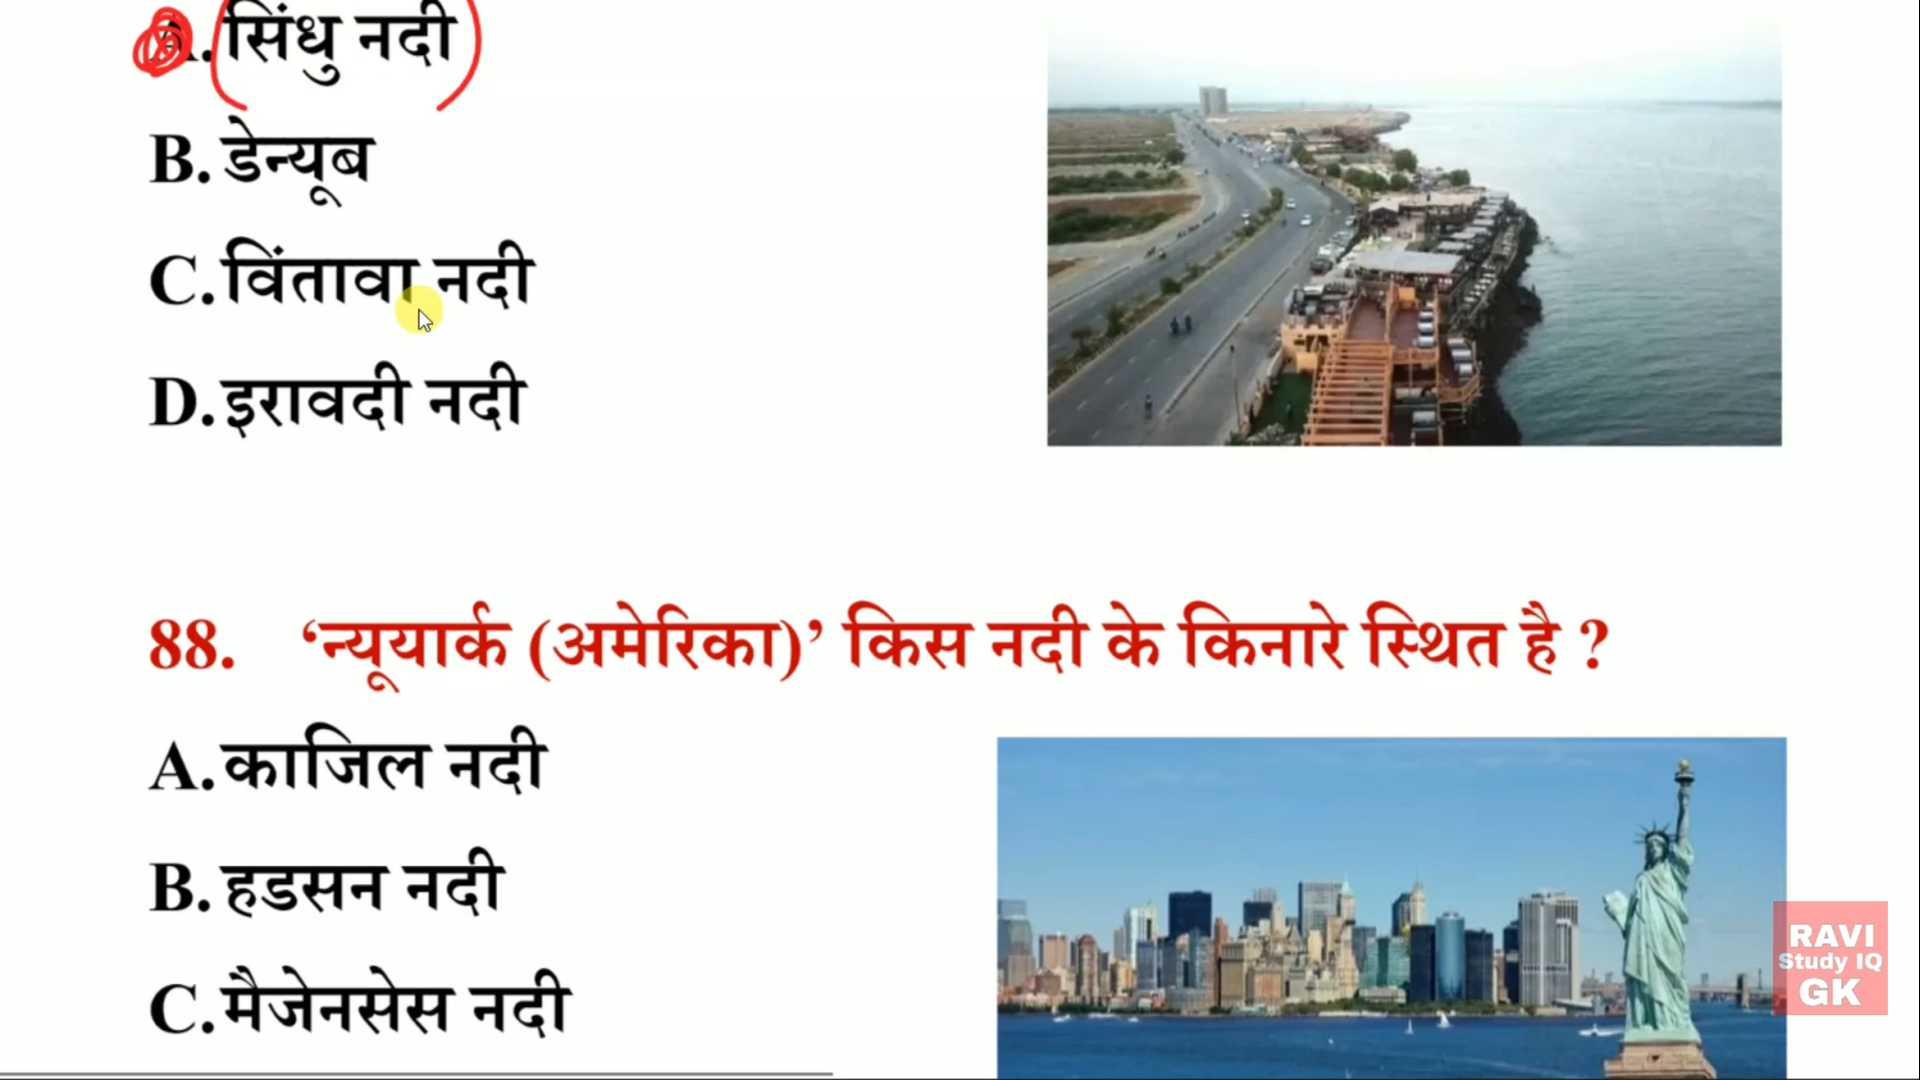 A. सिंधु नदी
B. डेन्यूब
C. विंतावा नदी
D. इरावदी नदी
88. ‘न्यूयार्क (अमेरिका)’ किस नदी के किनारे स्थित है ?
A. काजिल नदी
B. हडसन नदी
C. मैजेनसेस नदी
RAVI
Study IQ
GK